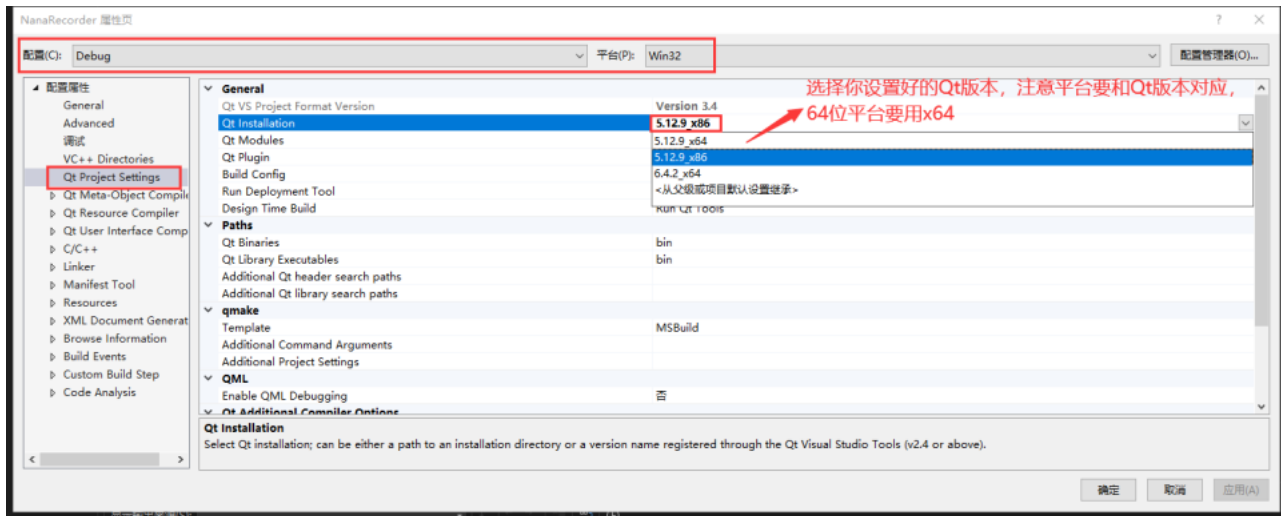 NanaRecorder 属性页
? ×
配置(C): Debug 平台(P): Win32 配置管理器(O)...
选择你设置好的Qt版本，注意平台要和Qt版本对应，
64位平台要用x64
配置属性
General
Advanced
调试
VC++ Directories
Qt Project Settings
Qt Meta-Object Compile
Qt Resource Compiler
Qt User Interface Comp
C/C++
Linker
Manifest Tool
Resources
XML Document Generat
Browse Information
Build Events
Custom Build Step
Code Analysis
General
Qt VS Project Format Version Version 3.4
Qt Installation 5.12.9_x86
Qt Modules
Qt Plugin
Build Config
Run Deployment Tool
Design Time Build Run Qt Tools
5.12.9_x64
5.12.9_x86
6.4.2_x64
<从父级或项目默认设置继承>
Paths
Qt Binaries bin
Qt Library Executables bin
Additional Qt header search paths
Additional Qt library search paths
qmake
Template MSBuild
Additional Command Arguments
Additional Project Settings
QML
Enable QML Debugging 否
Qt Additional Compiler Options
Qt Installation
Select Qt installation; can be either a path to an installation directory or a version name registered through the Qt Visual Studio Tools (v2.4 or above).
确定 取消 应用(A)